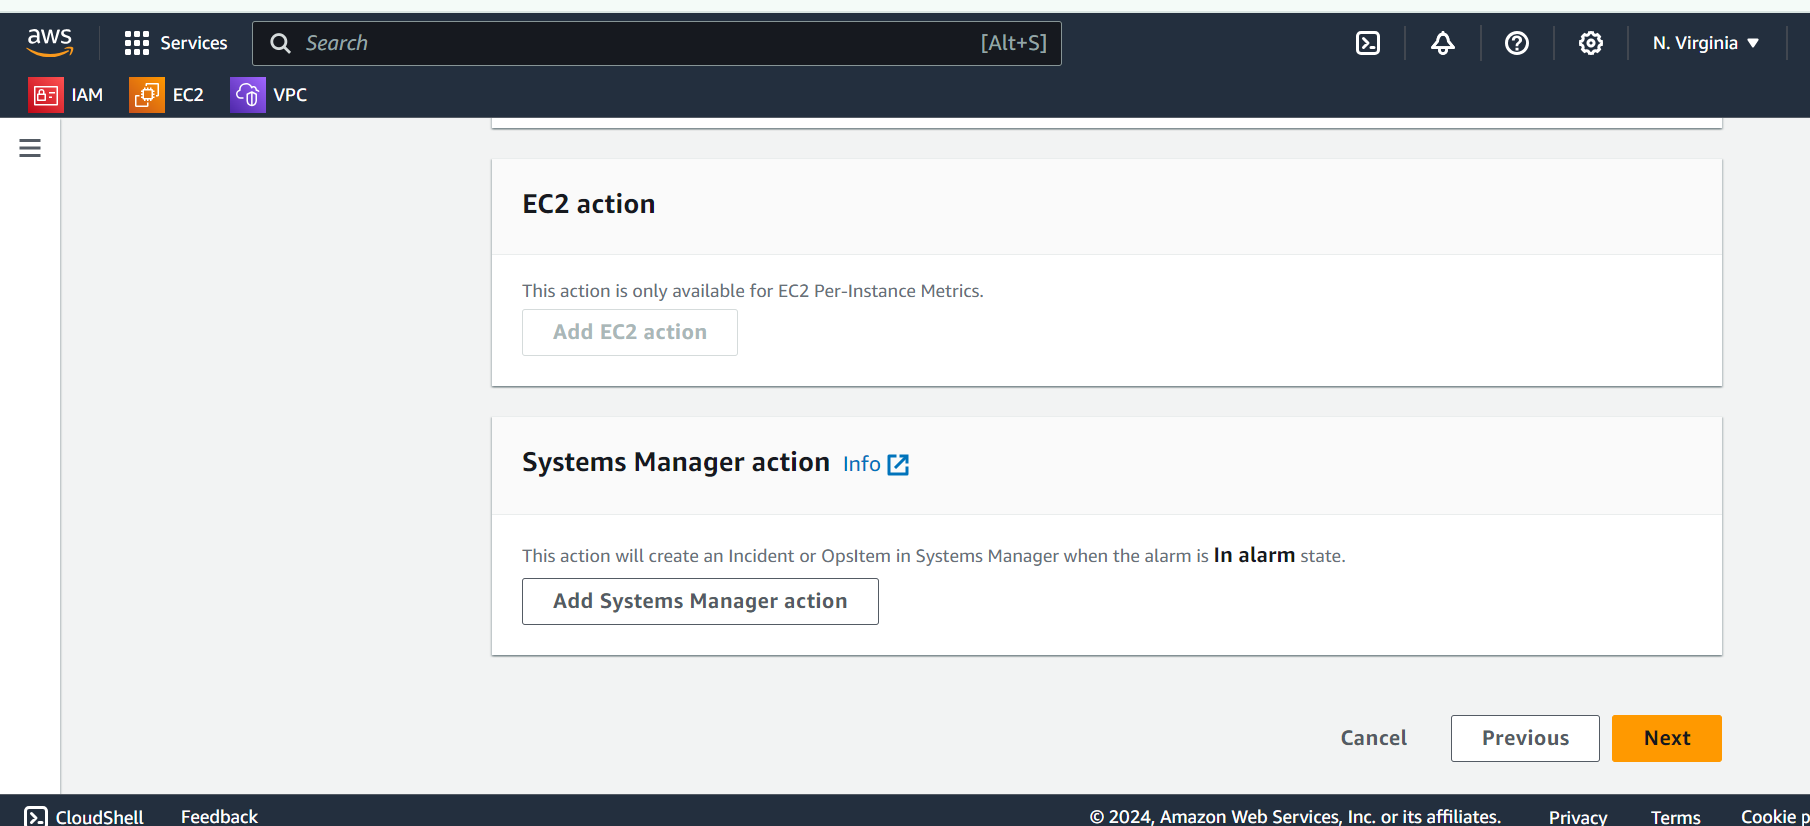 aws
Services
Search [Alt+S]
N. Virginia
IAM EC2 VPC
EC2 action
This action is only available for EC2 Per-Instance Metrics.
Add EC2 action
Systems Manager action Info
This action will create an Incident or OpsItem in Systems Manager when the alarm is In alarm state.
Add Systems Manager action
Cancel Previous Next
CloudShell Feedback © 2024, Amazon Web Services, Inc. or its affiliates. Privacy Terms Cookie p